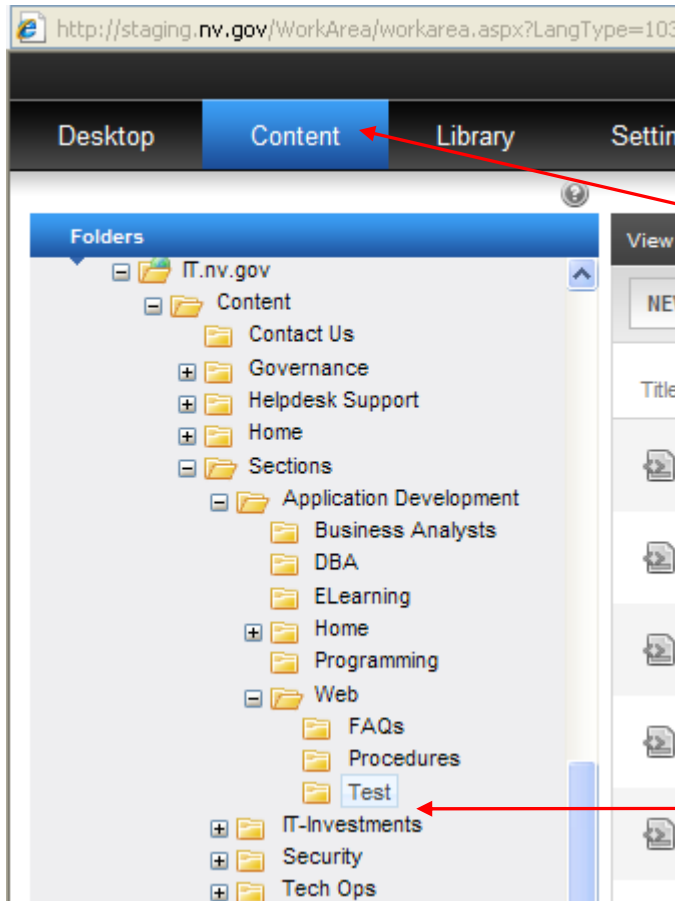 http://staging.nv.gov/WorkArea/workarea.aspx?LangType=103
Desktop Content Library Settin
Folders
View
IT.nv.gov
NE
Content
Contact Us
Governance
Title
Helpdesk Support
Home
Sections
Application Development
Business Analysts
DBA
ELearning
Home
Programming
Web
FAQs
Procedures
Test
IT-Investments
Security
Tech Ops